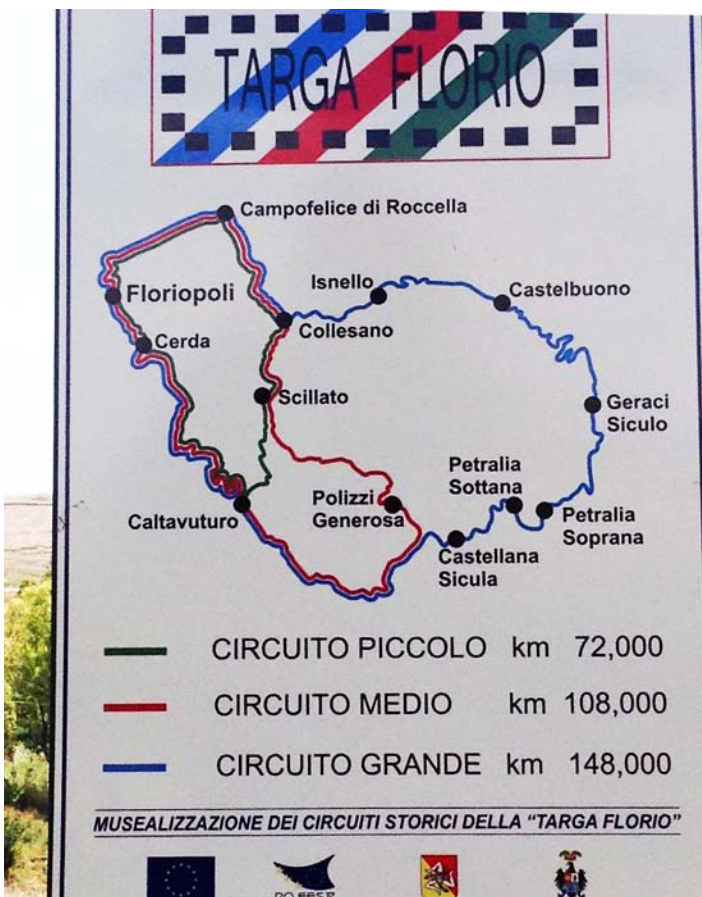 TARGA FLORIO
Campofelice di Roccella
Isnello
Castelbuono
Floriopoli
Collesano
Cerda
Scillato
Geraci
Siculo
Petralia
Sottana
Polizzi
Generosa
Caltavuturo
Petralia
Soprana
Castellana
Sicula
CIRCUITO PICCOLO km 72,000
CIRCUITO MEDIO km 108,000
CIRCUITO GRANDE km 148,000
MUSEALIZZAZIONE DEI CIRCUITI STORICI DELLA "TARGA FLORIO"